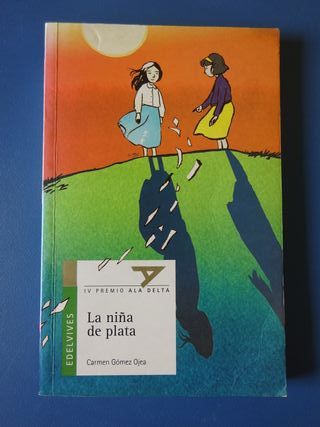 IV PREMIO ALA DELTA
EDELVIVES
La niña
de plata
Carmen Gómez Ojea